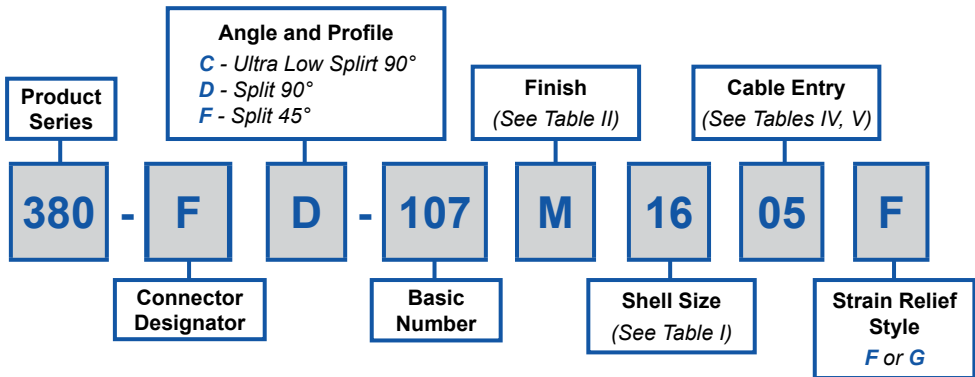 Angle and Profile
C - Ultra Low Splirt 90°
D - Split 90°
F - Split 45°
Product
Series
Finish
(See Table II)
Cable Entry
(See Tables IV, V)
380 - F D - 107 M 16 05 F
Connector
Designator
Basic
Number
Shell Size
(See Table I)
Strain Relief
Style
F or G